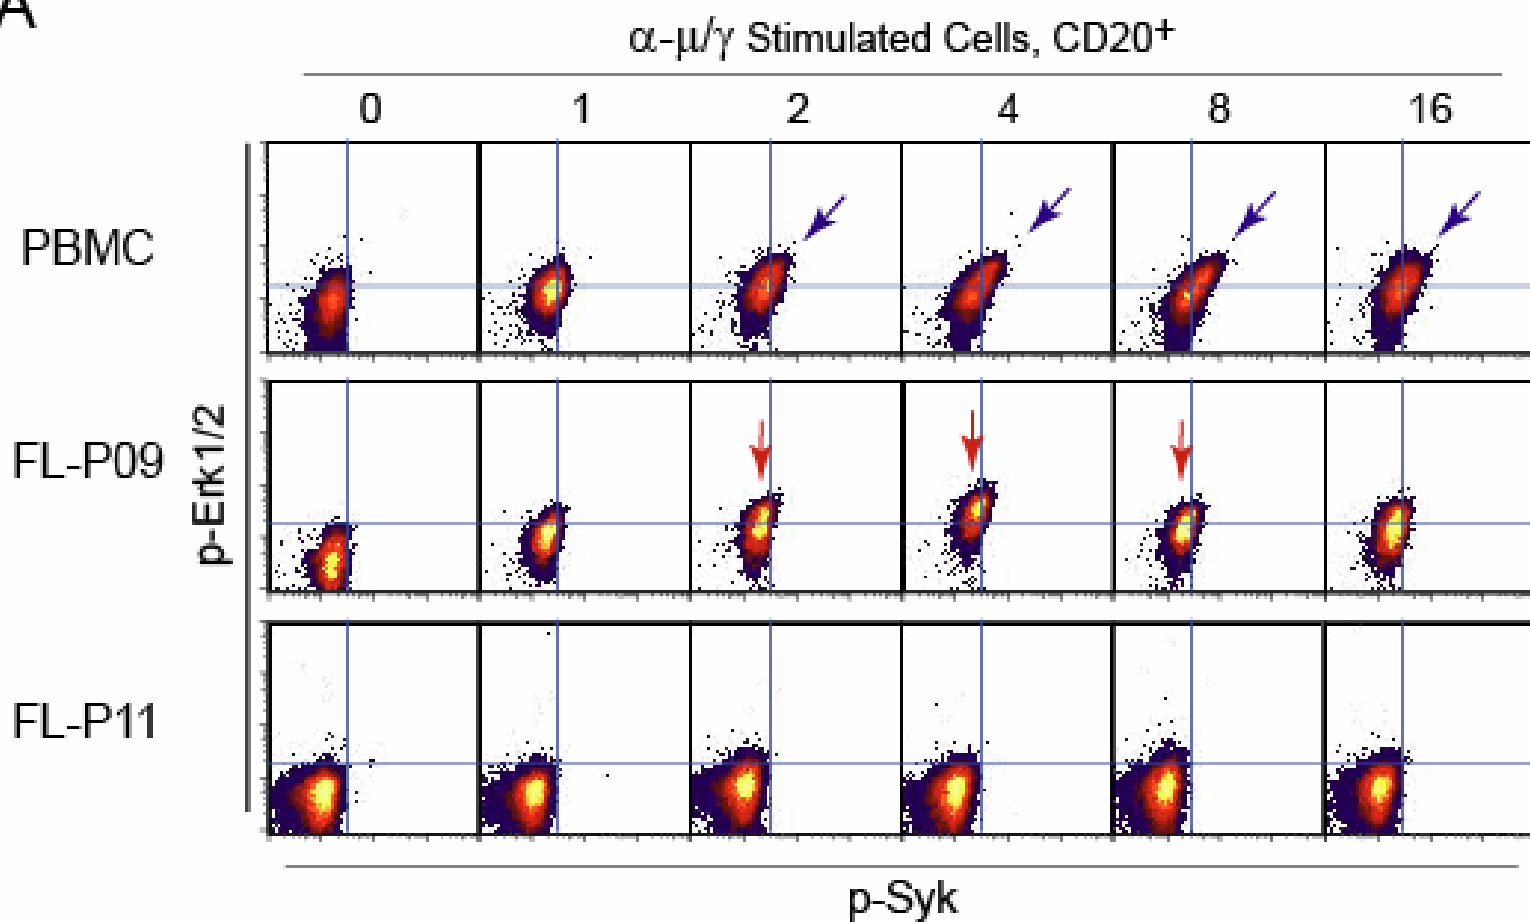 A
α-μ/γ Stimulated Cells, CD20+
0 1 2 4 8 16
PBMC
FL-P09
FL-P11
p-Erk1/2
p-Syk